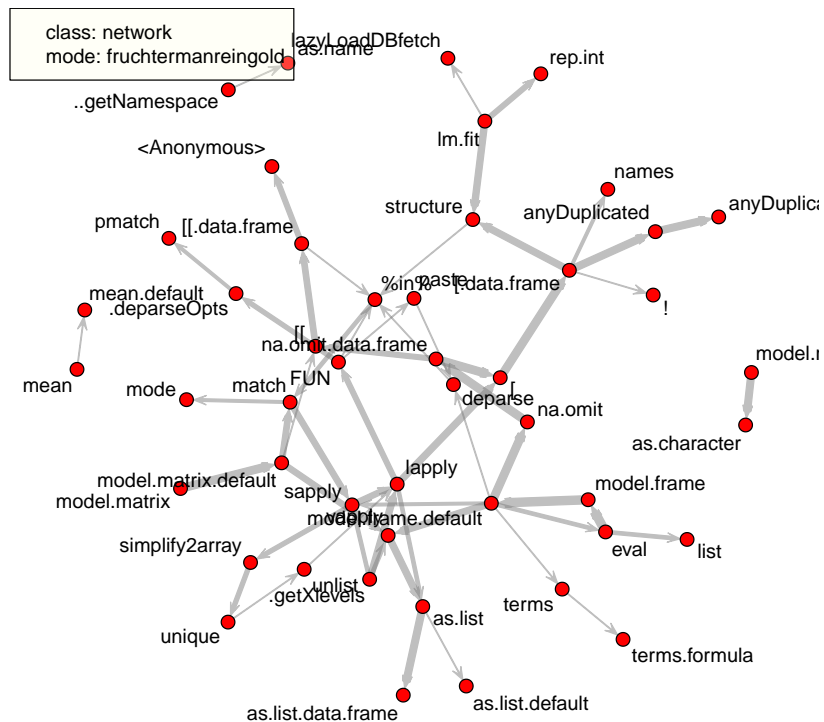 class: network
mode: fruchtermanreingold
lazyLoadDBfetch
as.name
rep.int
..getNamespace
lm.fit
<Anonymous>
names
anyDuplicated
anyDuplica
structure
pmatch
[[.data.frame
%in%
paste
[.data.frame
mean.default
.deparseOpts
!
[[
na.omit.data.frame
model.m
mean
mode
match
FUN
[
deparse
na.omit
as.character
lapply
model.matrix.default
model.matrix
sapply
model.frame
vapply
model.frame.default
simplify2array
eval
list
unlist
.getXlevels
terms
as.list
unique
terms.formula
as.list.data.frame
as.list.default